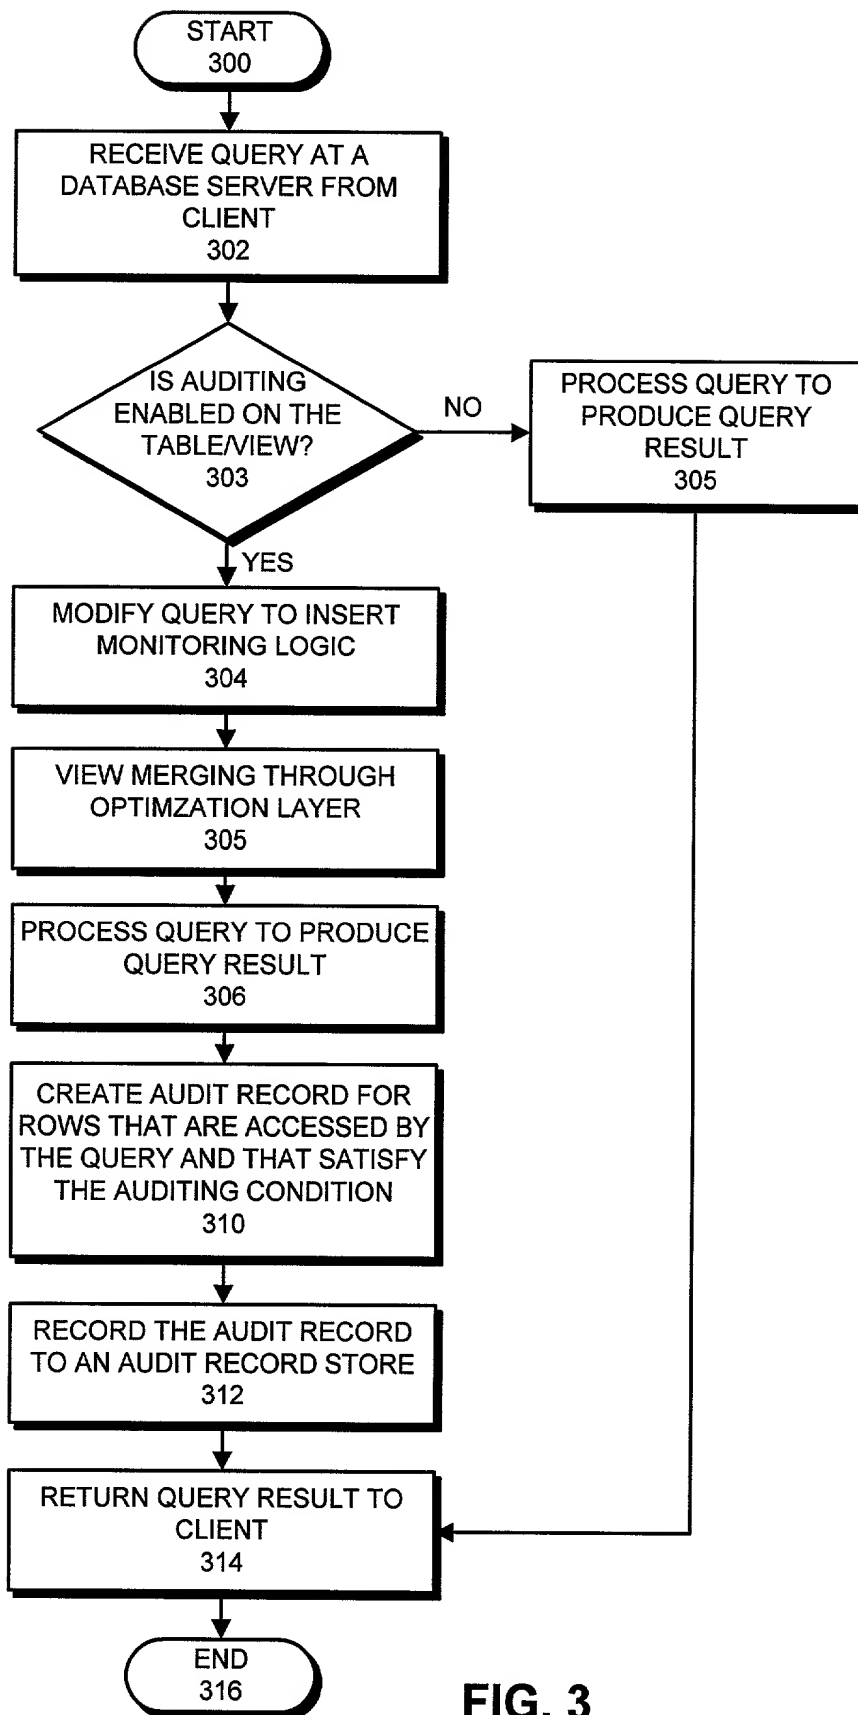 START
300
RECEIVE QUERY AT A
DATABASE SERVER FROM
CLIENT
302
IS AUDITING
ENABLED ON THE
TABLE/VIEW?
303
NO
PROCESS QUERY TO
PRODUCE QUERY
RESULT
305
YES
MODIFY QUERY TO INSERT
MONITORING LOGIC
304
VIEW MERGING THROUGH
OPTIMZATION LAYER
305
PROCESS QUERY TO PRODUCE
QUERY RESULT
306
CREATE AUDIT RECORD FOR
ROWS THAT ARE ACCESSED BY
THE QUERY AND THAT SATISFY
THE AUDITING CONDITION
310
RECORD THE AUDIT RECORD
TO AN AUDIT RECORD STORE
312
RETURN QUERY RESULT TO
CLIENT
314
END
316
FIG. 3